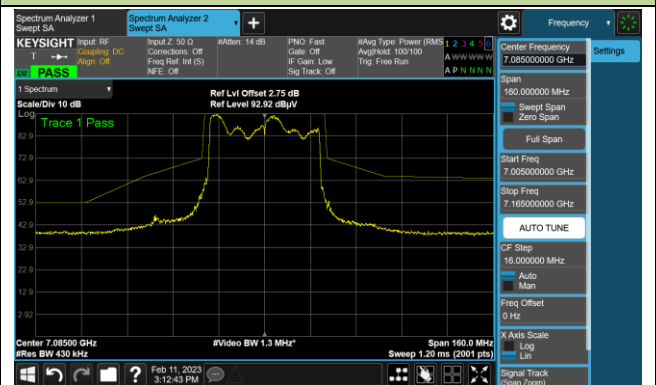 Spectrum Analyzer 1
Swept SA
Spectrum Analyzer 2
Swept SA
Frequency
KEYSIGHT
Input: RF
Coupling: DC
Align: Off
Input Z: 50 Ω
Corrections: Off
Freq Ref: Int (S)
NFE: Off
#Atten: 14 dB
PNO: Fast
Gate: Off
IF Gain: Low
Sig Track: Off
#Avg Type: Power (RMS
Avg|Hold: 100/100
Trig: Free Run
1 2 3 4 5 6
A W W W W W
A P N N N N
T
PASS
1 Spectrum
Scale/Div 10 dB
Ref Lvl Offset 2.75 dB
Ref Level 92.92 dBµV
Log
Trace 1 Pass
82.9
72.9
62.9
52.9
42.9
32.9
22.9
12.9
2.92
Center 7.08500 GHz
#Res BW 430 kHz
#Video BW 1.3 MHz*
Span 160.0 MHz
Sweep 1.20 ms (2001 pts)
Center Frequency
7.085000000 GHz
Settings
Span
160.000000 MHz
Swept Span
Zero Span
Full Span
Start Freq
7.005000000 GHz
Stop Freq
7.165000000 GHz
AUTO TUNE
CF Step
16.000000 MHz
Auto
Man
Freq Offset
0 Hz
X Axis Scale
Log
Lin
Signal Track
(Span Zoom)
?
Feb 11, 2023
3:12:43 PM